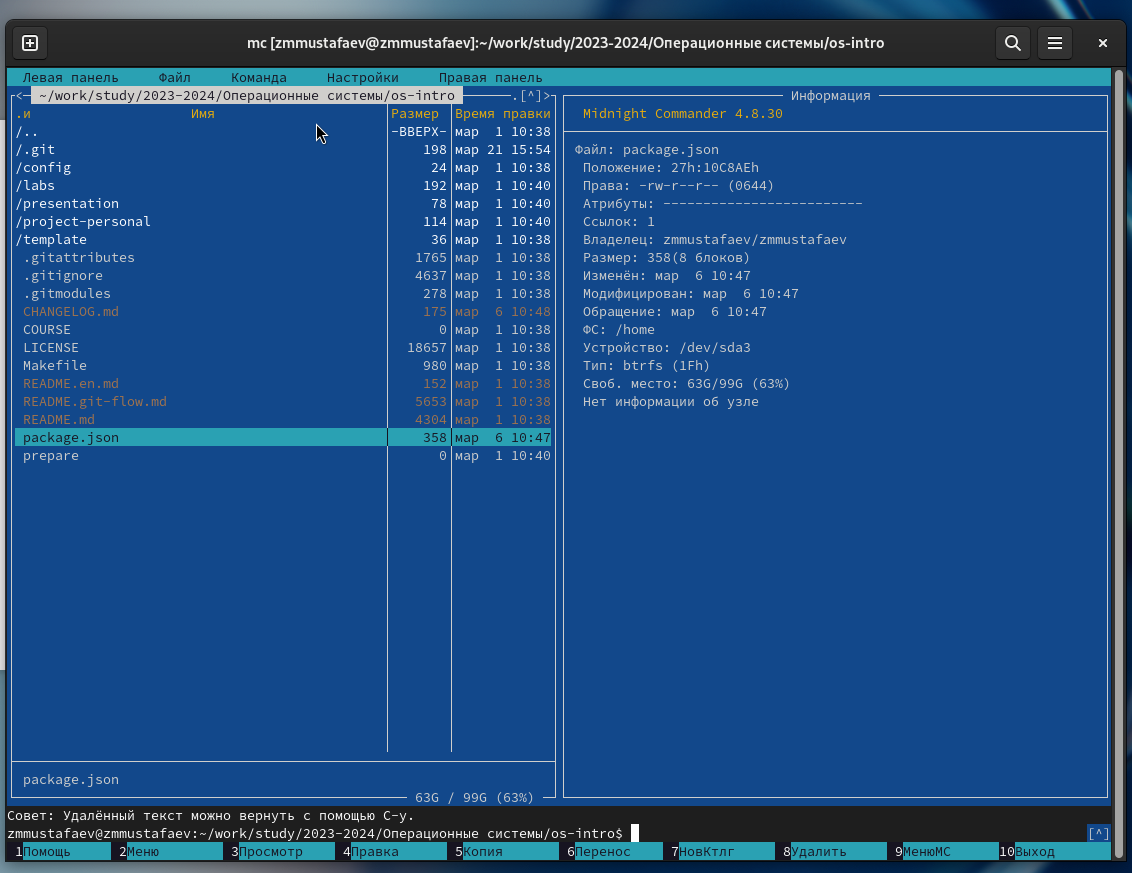 mc [zmmustafaev@zmmustafaev]:~/work/study/2023-2024/Операционные системы/os-intro
Левая панель Файл Команда Настройки Правая панель
<─ ~/work/study/2023-2024/Операционные системы/os-intro ─.[^]>
.и Имя Размер Время правки
/.. -ВВЕРХ- мар 1 10:38
/.git 198 мар 21 15:54
/config 24 мар 1 10:38
/labs 192 мар 1 10:40
/presentation 78 мар 1 10:40
/project-personal 114 мар 1 10:40
/template 36 мар 1 10:38
.gitattributes 1765 мар 1 10:38
.gitignore 4637 мар 1 10:38
.gitmodules 278 мар 1 10:38
CHANGELOG.md 175 мар 6 10:48
COURSE 0 мар 1 10:38
LICENSE 18657 мар 1 10:38
Makefile 980 мар 1 10:38
README.en.md 152 мар 1 10:38
README.git-flow.md 5653 мар 1 10:38
README.md 4304 мар 1 10:38
package.json 358 мар 6 10:47
prepare 0 мар 1 10:40
package.json
63G / 99G (63%)
Информация
Midnight Commander 4.8.30
Файл: package.json
Положение: 27h:10C8AEh
Права: -rw-r--r-- (0644)
Атрибуты: -------------------------
Ссылок: 1
Владелец: zmmustafaev/zmmustafaev
Размер: 358(8 блоков)
Изменён: мар 6 10:47
Модифицирован: мар 6 10:47
Обращение: мар 6 10:47
ФС: /home
Устройство: /dev/sda3
Тип: btrfs (1Fh)
Своб. место: 63G/99G (63%)
Нет информации об узле
Совет: Удалённый текст можно вернуть с помощью C-y.
zmmustafaev@zmmustafaev:~/work/study/2023-2024/Операционные системы/os-intro$ [^]
1Помощь 2Меню 3Просмотр 4Правка 5Копия 6Перенос 7НовКтлг 8Удалить 9МенюMC 10Выход